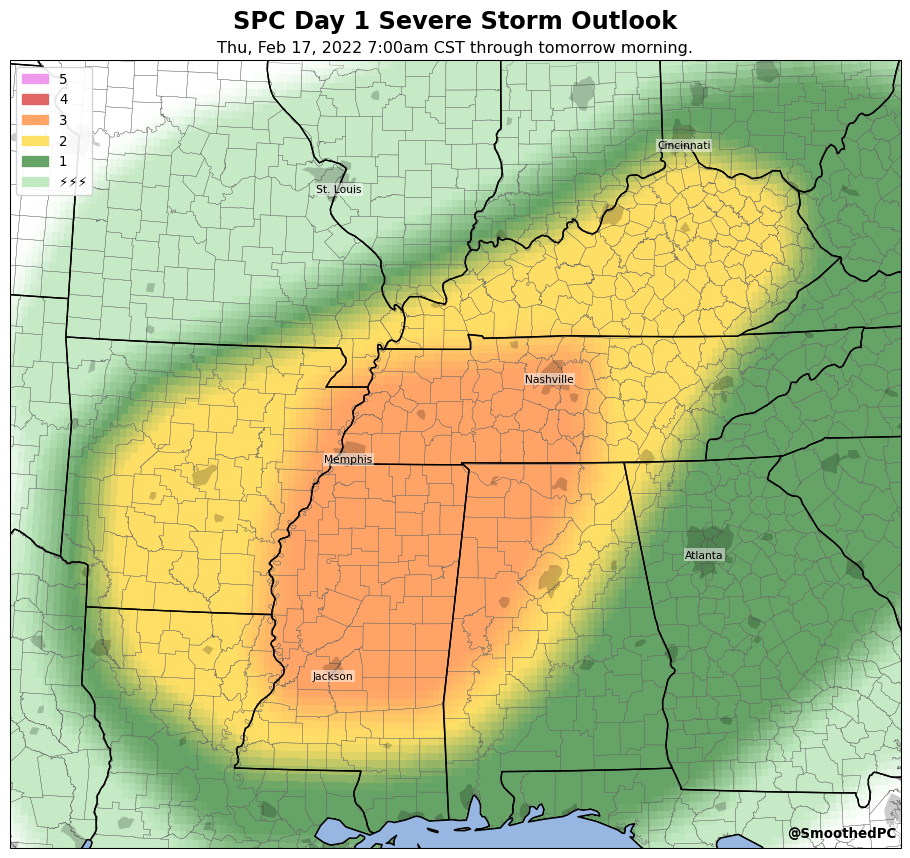 SPC Day 1 Severe Storm Outlook
Thu, Feb 17, 2022 7:00am CST through tomorrow morning.
5
4
3
2
1
⚡⚡⚡
Cincinnati
St. Louis
Nashville
Memphis
Atlanta
Jackson
@SmoothedPC